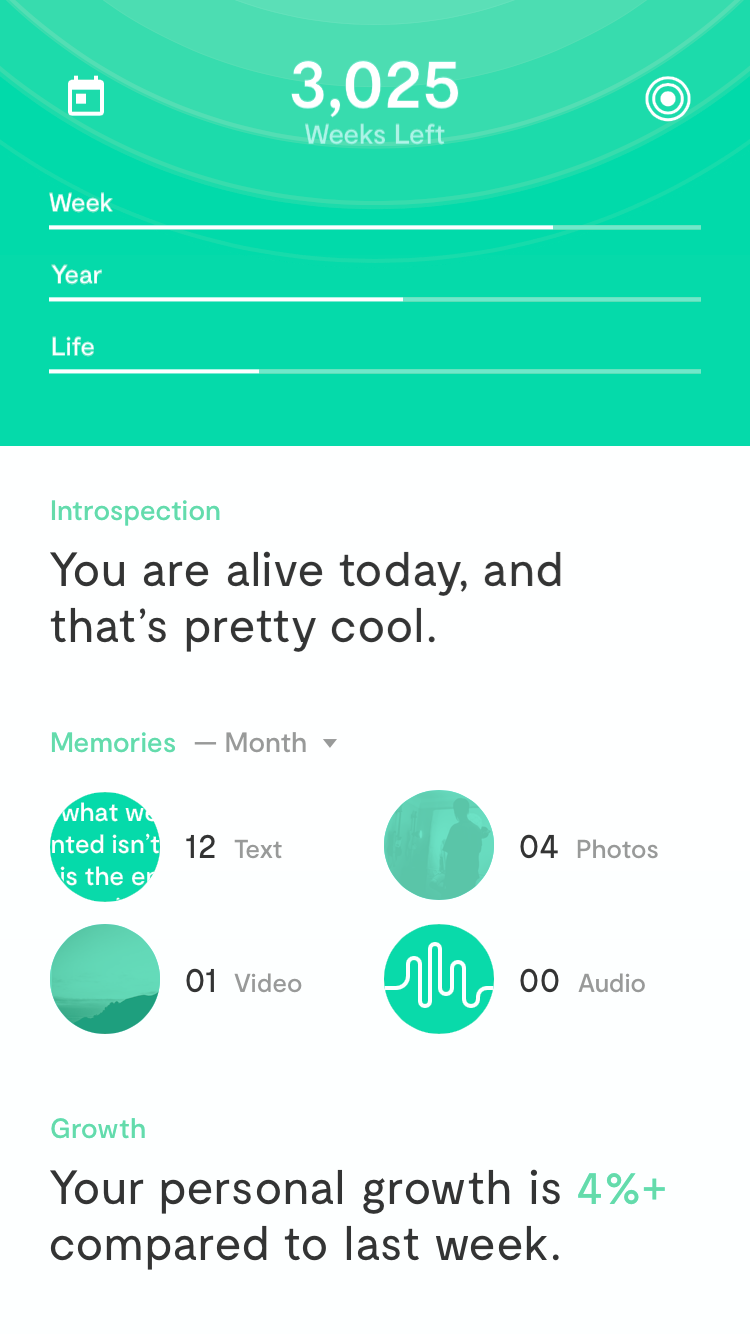 3,025
Weeks Left
Week
Year
Life
Introspection
You are alive today, and
that’s pretty cool.
Memories — Month
what we
nted isn’t
is the er
12 Text
04 Photos
01 Video
00 Audio
Growth
Your personal growth is 4%+
compared to last week.